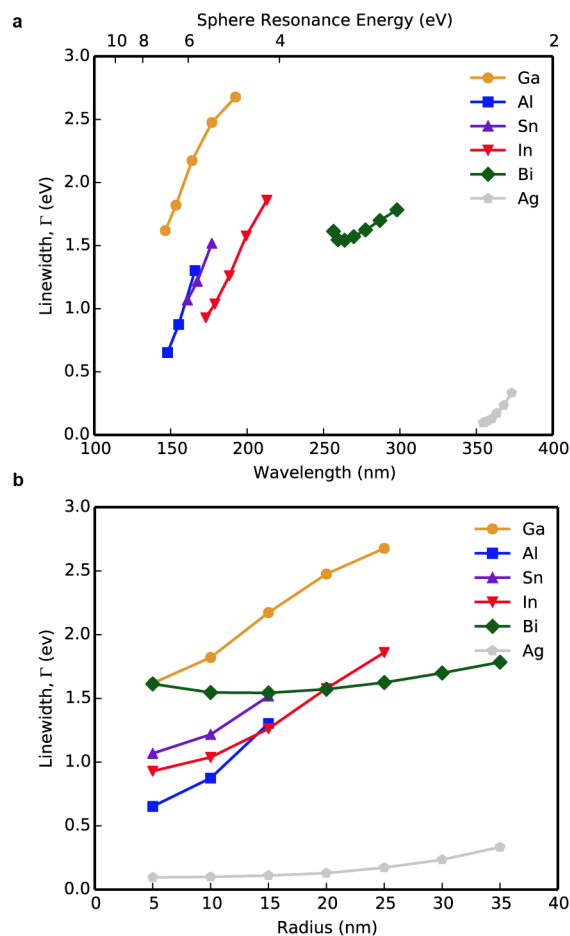 a
Sphere Resonance Energy (eV)
10 8 6 4 2
3.0
2.5
2.0
1.5
1.0
0.5
0.0
Linewidth, Γ (eV)
Ga
Al
Sn
In
Bi
Ag
100 150 200 250 300 350 400
Wavelength (nm)
b
3.0
2.5
2.0
1.5
1.0
0.5
0.0
Linewidth, Γ (ev)
Ga
Al
Sn
In
Bi
Ag
0 5 10 15 20 25 30 35 40
Radius (nm)